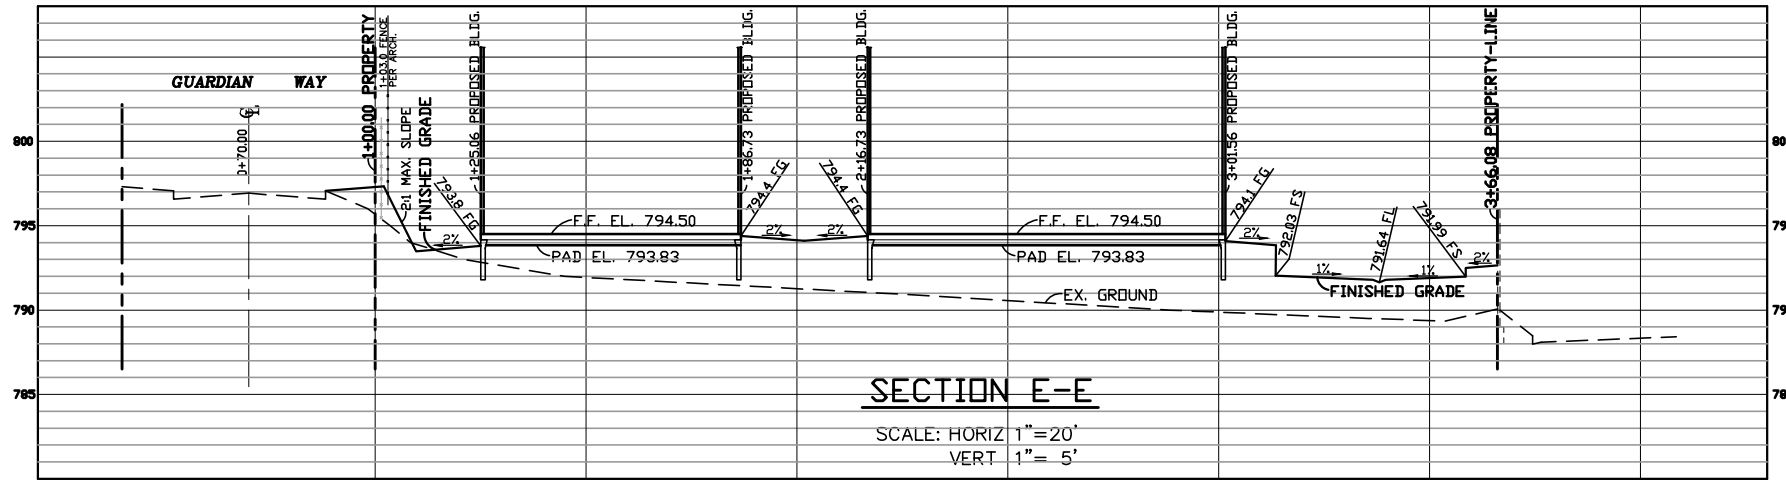 GUARDIAN WAY
0+70.00 CL
1+00.00 PROPERTY
1+03.0 FENCE
PER ARCH.
2:1 MAX. SLOPE
FINISHED GRADE
793.8 FG
2%
1+25.06 PROPOSED BLDG.
F.F. EL. 794.50
PAD EL. 793.83
1+86.73 PROPOSED BLDG.
794.4 FG
2%
2%
794.4 FG
2+16.73 PROPOSED BLDG.
F.F. EL. 794.50
PAD EL. 793.83
3+01.56 PROPOSED BLDG.
794.1 FG
2%
792.03 FS
1%
791.64 FL
1%
791.99 FS
2%
3+66.08 PROPERTY-LINE
FINISHED GRADE
EX. GROUND
800
795
790
785
80
79
79
78
SECTION E-E
SCALE: HORIZ 1"=20'
VERT 1"= 5'